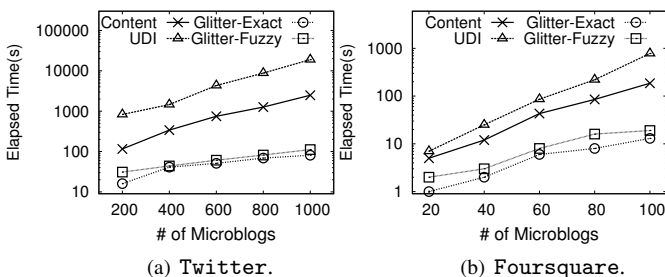 Content Glitter-Exact
UDI Glitter-Fuzzy
Elapsed Time(s)
100000
10000
1000
100
10
200 400 600 800 1000
# of Microblogs
(a) Twitter.
Content Glitter-Exact
UDI Glitter-Fuzzy
Elapsed Time(s)
1000
100
10
1
20 40 60 80 100
# of Microblogs
(b) Foursquare.